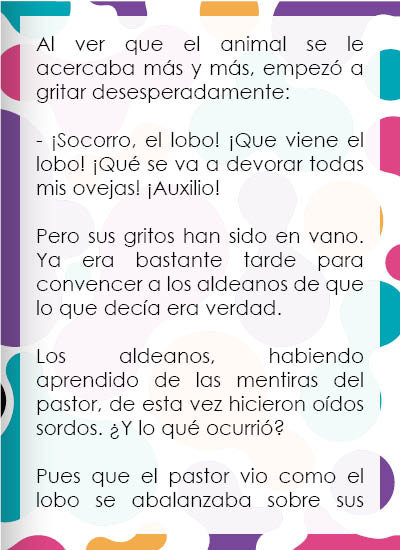 Al ver que el animal se le
acercaba más y más, empezó a
gritar desesperadamente:
- ¡Socorro, el lobo! ¡Que viene el
lobo! ¡Qué se va a devorar todas
mis ovejas! ¡Auxilio!
Pero sus gritos han sido en vano.
Ya era bastante tarde para
convencer a los aldeanos de que
lo que decía era verdad.
Los aldeanos, habiendo
aprendido de las mentiras del
pastor, de esta vez hicieron oídos
sordos. ¿Y lo qué ocurrió?
Pues que el pastor vio como el
lobo se abalanzaba sobre sus